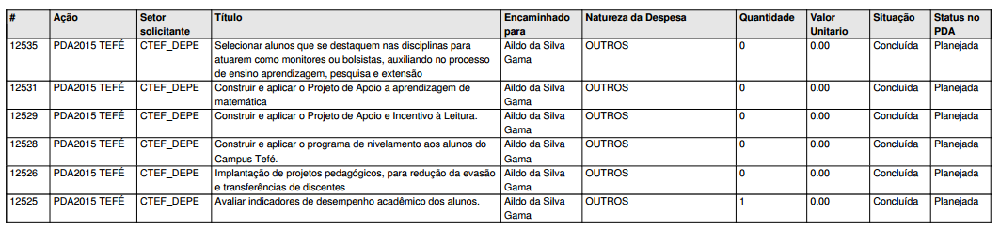 # Ação Setor solicitante Título Encaminhado para Natureza da Despesa Quantidade Valor Unitario Situação Status no PDA
12535 PDA2015 TEFÉ CTEF_DEPE Selecionar alunos que se destaquem nas disciplinas para atuarem como monitores ou bolsistas, auxiliando no processo de ensino aprendizagem, pesquisa e extensão Aildo da Silva Gama OUTROS 0 0.00 Concluída Planejada
12531 PDA2015 TEFÉ CTEF_DEPE Construir e aplicar o Projeto de Apoio a aprendizagem de matemática Aildo da Silva Gama OUTROS 0 0.00 Concluída Planejada
12529 PDA2015 TEFÉ CTEF_DEPE Construir e aplicar o Projeto de Apoio e Incentivo à Leitura. Aildo da Silva Gama OUTROS 0 0.00 Concluída Planejada
12528 PDA2015 TEFÉ CTEF_DEPE Construir e aplicar o programa de nivelamento aos alunos do Campus Tefé. Aildo da Silva Gama OUTROS 0 0.00 Concluída Planejada
12526 PDA2015 TEFÉ CTEF_DEPE Implantação de projetos pedagógicos, para redução da evasão e transferências de discentes Aildo da Silva Gama OUTROS 0 0.00 Concluída Planejada
12525 PDA2015 TEFÉ CTEF_DEPE Avaliar indicadores de desempenho acadêmico dos alunos. Aildo da Silva Gama OUTROS 1 0.00 Concluída Planejada